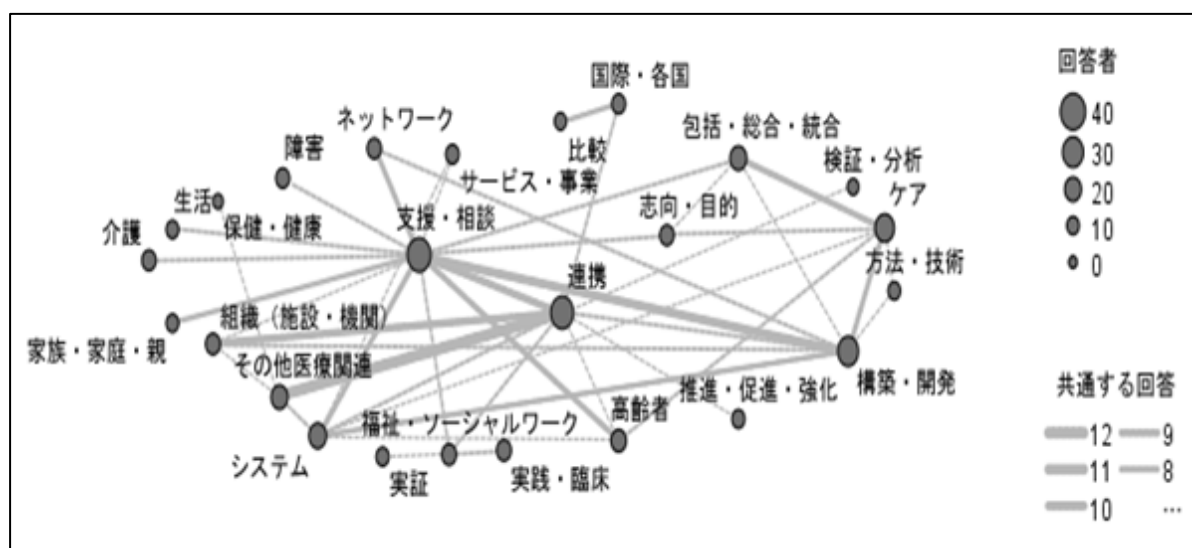 国際・各国
回答者
ネットワーク
包括・総合・統合
40
障害
比較
検証・分析
30
サービス・事業
ケア
生活
志向・目的
20
保健・健康
支援・相談
介護
方法・技術
10
連携
0
組織（施設・機関）
家族・家庭・親
その他医療関連
推進・促進・強化
構築・開発
共通する回答
高齢者
福祉・ソーシャルワーク
12
9
システム
実証
実践・臨床
11
8
10
…